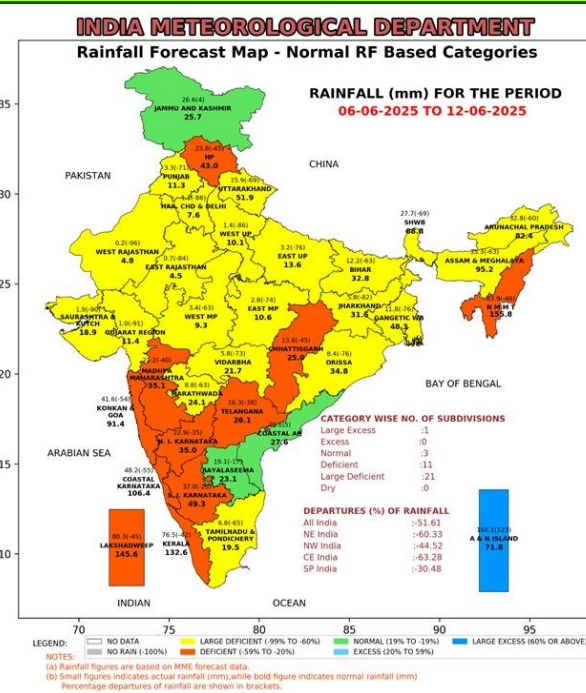 INDIA METEOROLOGICAL DEPARTMENT
Rainfall Forecast Map - Normal RF Based Categories
RAINFALL (mm) FOR THE PERIOD
06-06-2025 TO 12-06-2025
26.6(4)
JAMMU AND KASHMIR
25.7
23.8(-45)
HP
43.0
CHINA
PAKISTAN
3.3(-71)
PUNJAB
11.3
15.9(-69)
UTTARAKHAND
51.9
HAR. CHD & DELHI
7.6
1.4(-86)
WEST UP
10.1
0.2(-96)
WEST RAJASTHAN
4.8
0.7(-84)
EAST RAJASTHAN
4.5
3.2(-76)
EAST UP
13.6
12.2(-63)
BIHAR
32.8
27.7(-69)
SHWB
88.8
32.8(-60)
ARUNACHAL PRADESH
82.4
ASSAM & MEGHALAYA
95.2
N M M T
155.8
1.9(-90)
SAURASHTRA &
KUTCH
18.9
1.0(-91)
GUJARAT REGION
11.4
3.4(-63)
WEST MP
9.3
2.8(-74)
EAST MP
10.6
5.8(-82)
JHARKHAND
31.6
11.8(-76)
GANGETIC WB
48.3
13.8(-45)
CHHATTISGARH
25.0
5.8(-73)
VIDARBHA
21.7
8.4(-76)
ORISSA
34.8
MADHYA
MAHARASHTRA
35.1
8.8(-63)
MARATHWADA
24.1
41.6(-54)
KONKAN &
GOA
91.4
16.3(-38)
TELANGANA
26.1
COASTAL AP
27.6
22.9(-35)
N. I. KARNATAKA
35.0
19.1(-17)
RAYALASEEMA
23.1
48.2(-55)
COASTAL
KARNATAKA
106.4
S. I. KARNATAKA
49.3
6.8(-65)
TAMILNADU &
PONDICHERY
19.5
76.5(-42)
KERALA
132.6
80.3(-45)
LAKSHADWEEP
145.6
160.1(123)
A & N ISLAND
71.8
BAY OF BENGAL
ARABIAN SEA
INDIAN
OCEAN
CATEGORY WISE NO. OF SUBDIVISIONS
Large Excess :1
Excess :0
Normal :3
Deficient :11
Large Deficient :21
Dry :0
DEPARTURES (%) OF RAINFALL
All India :-51.61
NE India :-60.33
NW India :-44.52
CE India :-63.28
SP India :-30.48
35
30
25
20
15
10
70 75 80 85 90 95
LEGEND:
NO DATA
NO RAIN (-100%)
LARGE DEFICIENT (-99% TO -60%)
DEFICIENT (-59% TO -20%)
NORMAL (19% TO -19%)
EXCESS (20% TO 59%)
LARGE EXCESS (60% OR ABOVE)
NOTES:
(a) Rainfall figures are based on MME forecast data.
(b) Small figures indicates actual rainfall (mm),while bold figure indicates normal rainfall (mm)
Percentage departures of rainfall are shown in brackets.